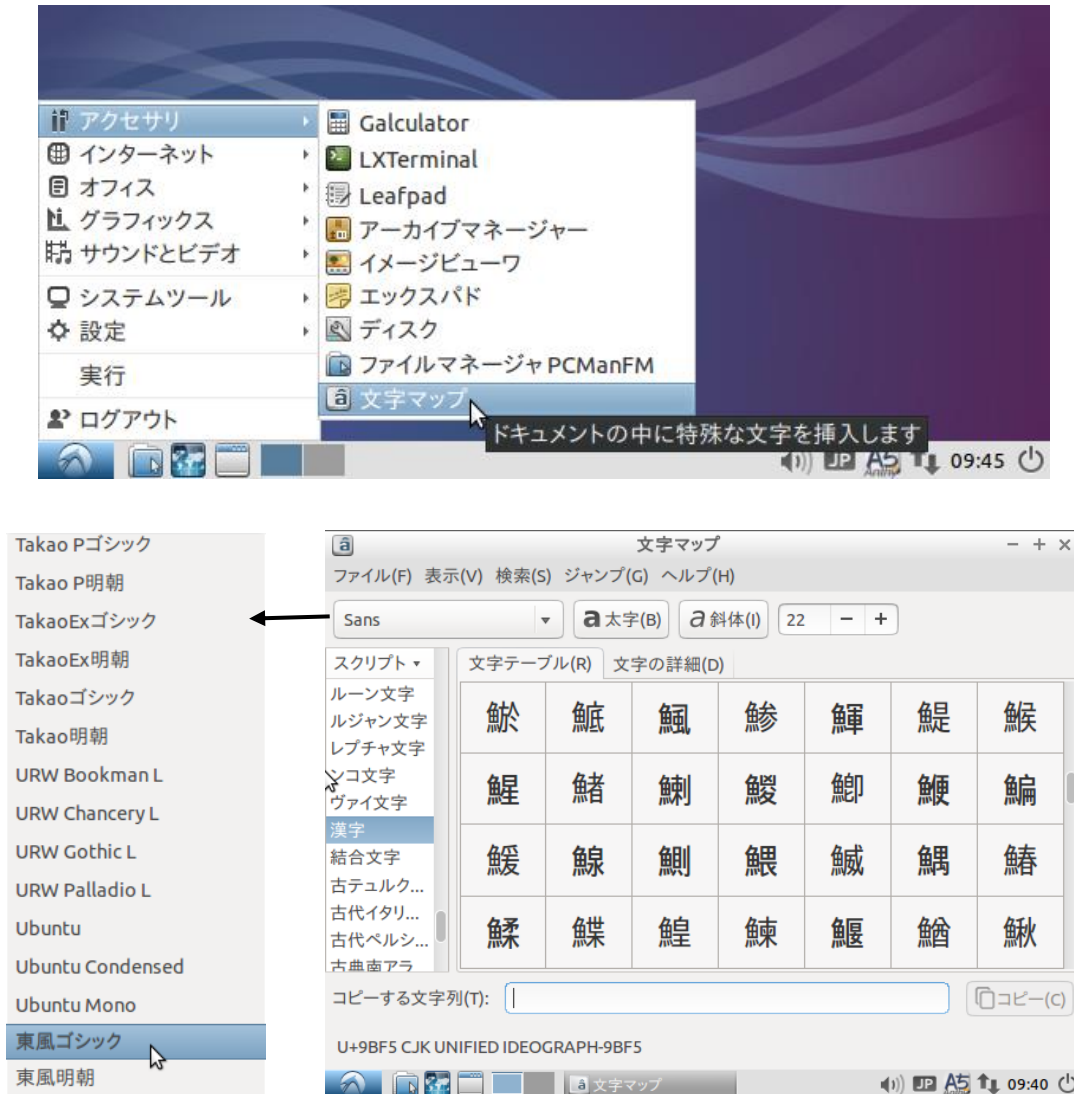 アクセサリ
インターネット
オフィス
グラフィックス
サウンドとビデオ
システムツール
設定
実行
ログアウト
Galculator
LXTerminal
Leafpad
アーカイブマネージャー
イメージビューワ
エックスパド
ディスク
ファイルマネージャ PCManFM
文字マップ
ドキュメントの中に特殊な文字を挿入します
JP A予 Anthy 09:45
Takao Pゴシック
Takao P明朝
TakaoExゴシック
TakaoEx明朝
Takaoゴシック
Takao明朝
URW Bookman L
URW Chancery L
URW Gothic L
URW Palladio L
Ubuntu
Ubuntu Condensed
Ubuntu Mono
東風ゴシック
東風明朝
文字マップ
ファイル(F) 表示(V) 検索(S) ジャンプ(G) ヘルプ(H)
Sans a 太字(B) a 斜体(I) 22 − +
スクリプト 文字テーブル(R) 文字の詳細(D)
ルーン文字
ルジャン文字
レプチャ文字
ンコ文字
ヴァイ文字
漢字
結合文字
古テュルク...
古代イタリ...
古代ペルシ...
古典南アラ
鯲 鯳 鯴 鯵 鯶 鯷 鯸
鯹 鯺 鯻 鯼 鯽 鯾 鯿
鰀 鰁 鰂 鰃 鰄 鰅 鰆
鰇 鰈 鰉 鰊 鰋 鰌 鰍
コピーする文字列(T): コピー(C)
U+9BF5 CJK UNIFIED IDEOGRAPH-9BF5
文字マップ JP 09:40